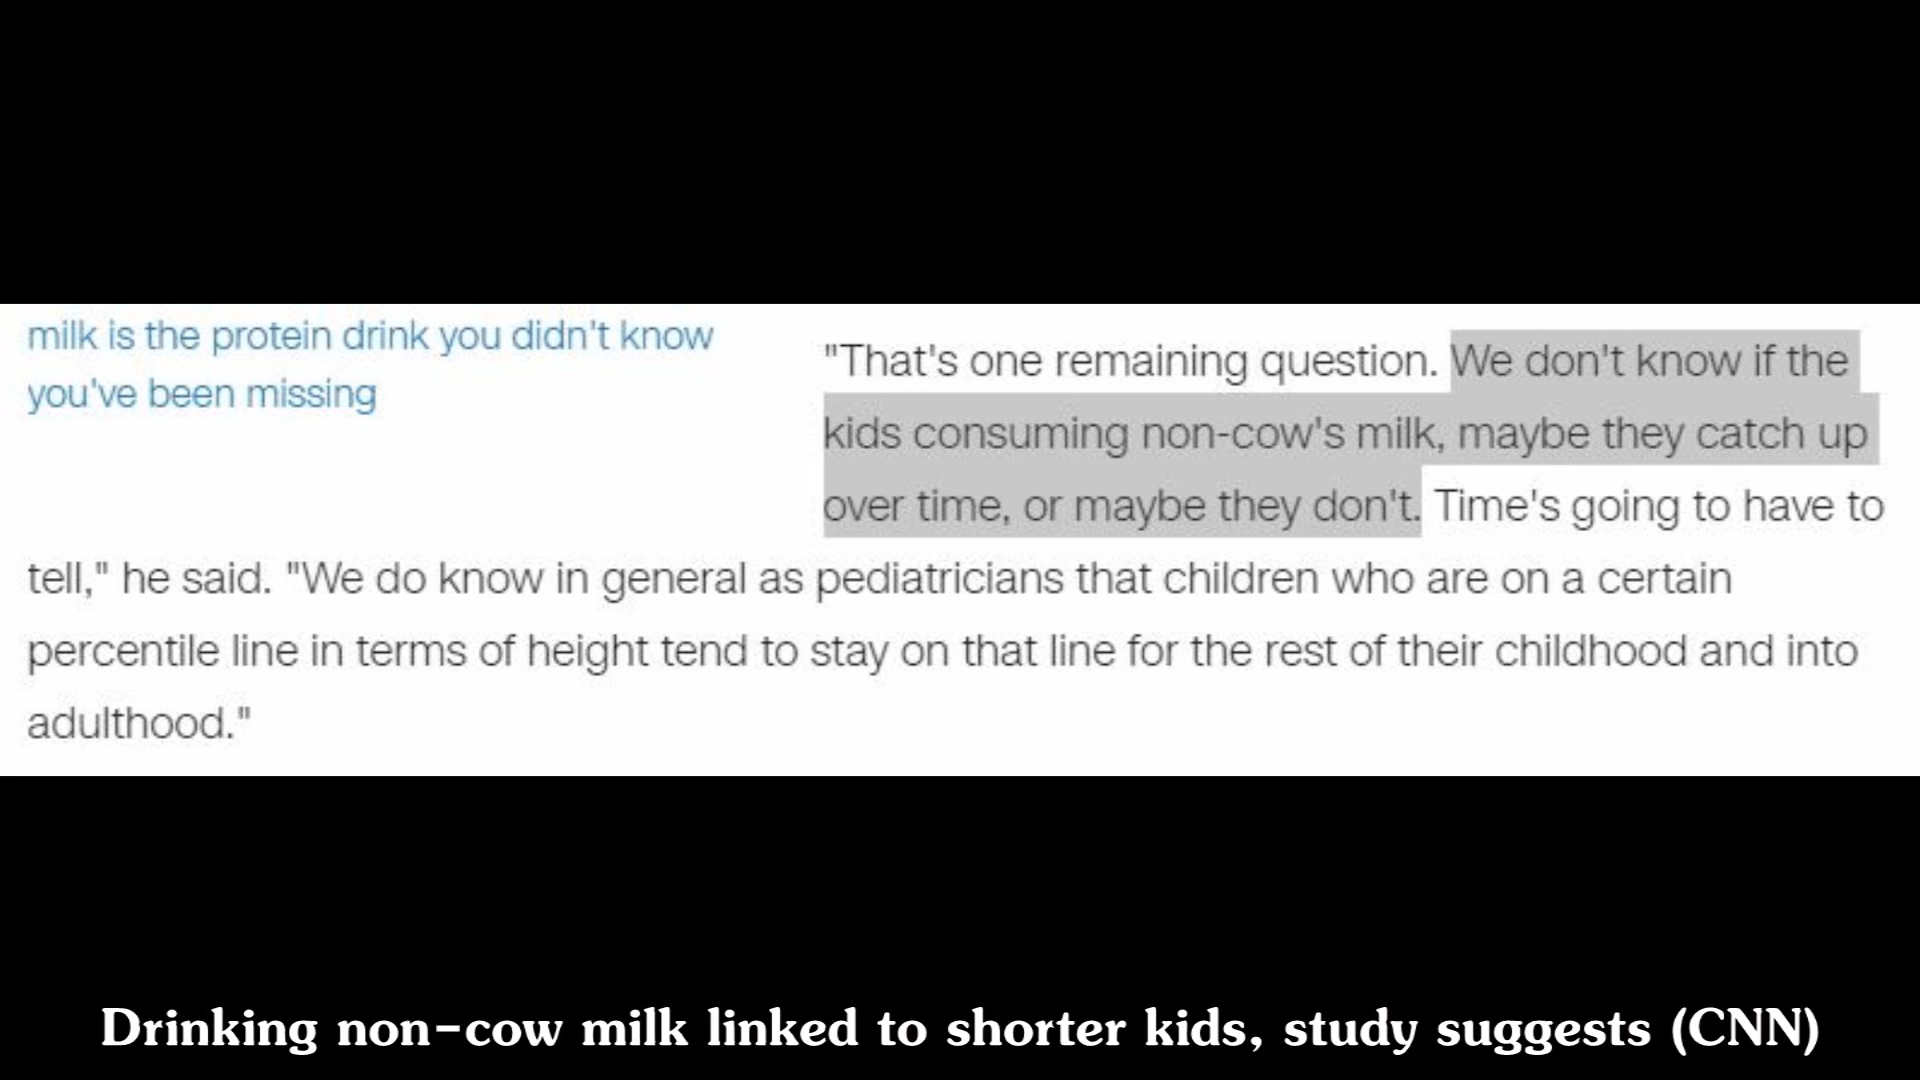 milk is the protein drink you didn't know
you've been missing
"That's one remaining question. We don't know if the
kids consuming non-cow's milk, maybe they catch up
over time, or maybe they don't. Time's going to have to
tell," he said. "We do know in general as pediatricians that children who are on a certain
percentile line in terms of height tend to stay on that line for the rest of their childhood and into
adulthood."
Drinking non-cow milk linked to shorter kids, study suggests (CNN)